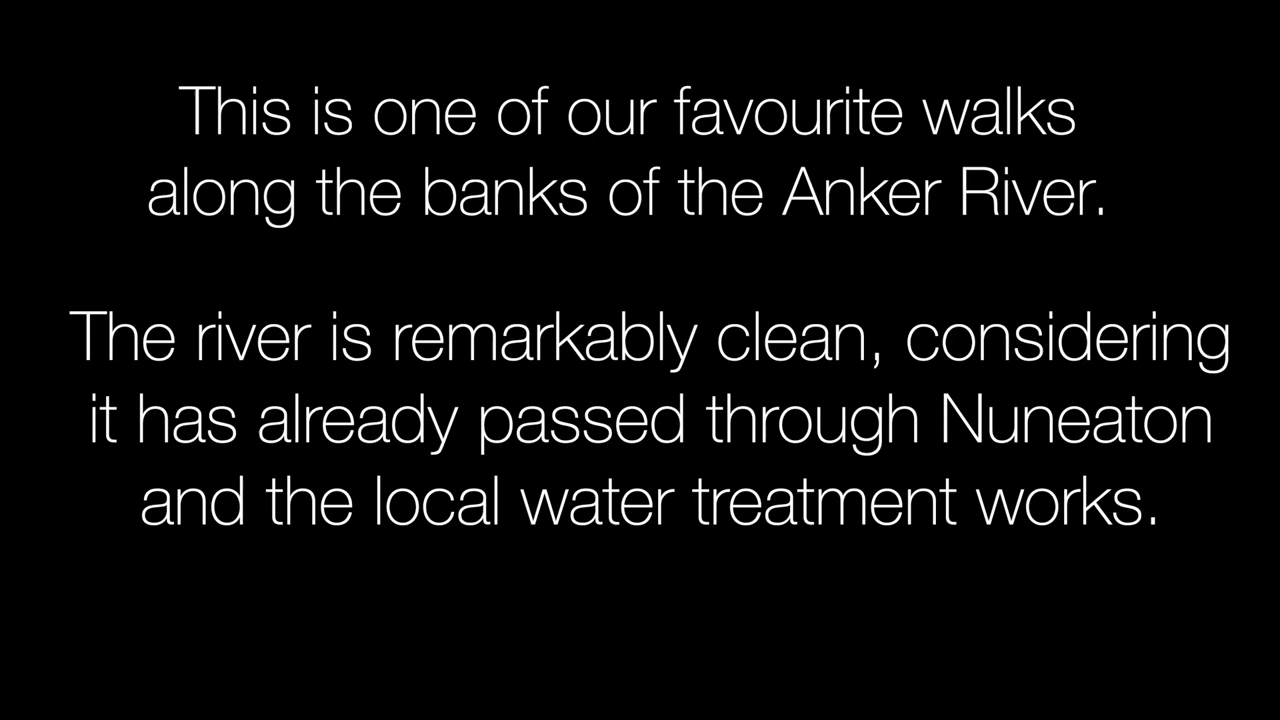 This is one of our favourite walks
along the banks of the Anker River.
The river is remarkably clean, considering
it has already passed through Nuneaton
and the local water treatment works.